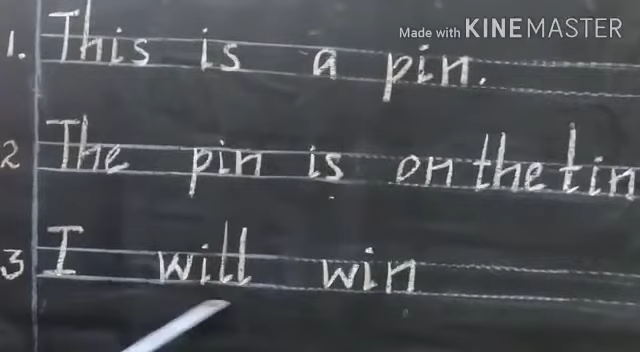 Made with KINEMASTER
1. This is a pin.
2 The pin is on the tin
3 I will win